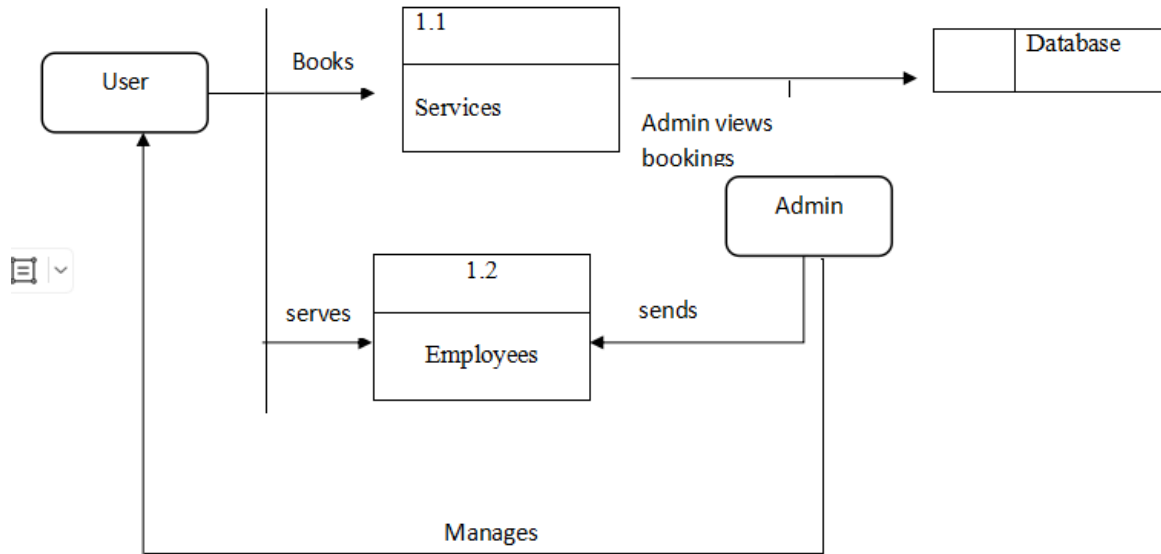 1.1
Database
Books
User
Services
Admin views
bookings
Admin
1.2
serves
sends
Employees
Manages